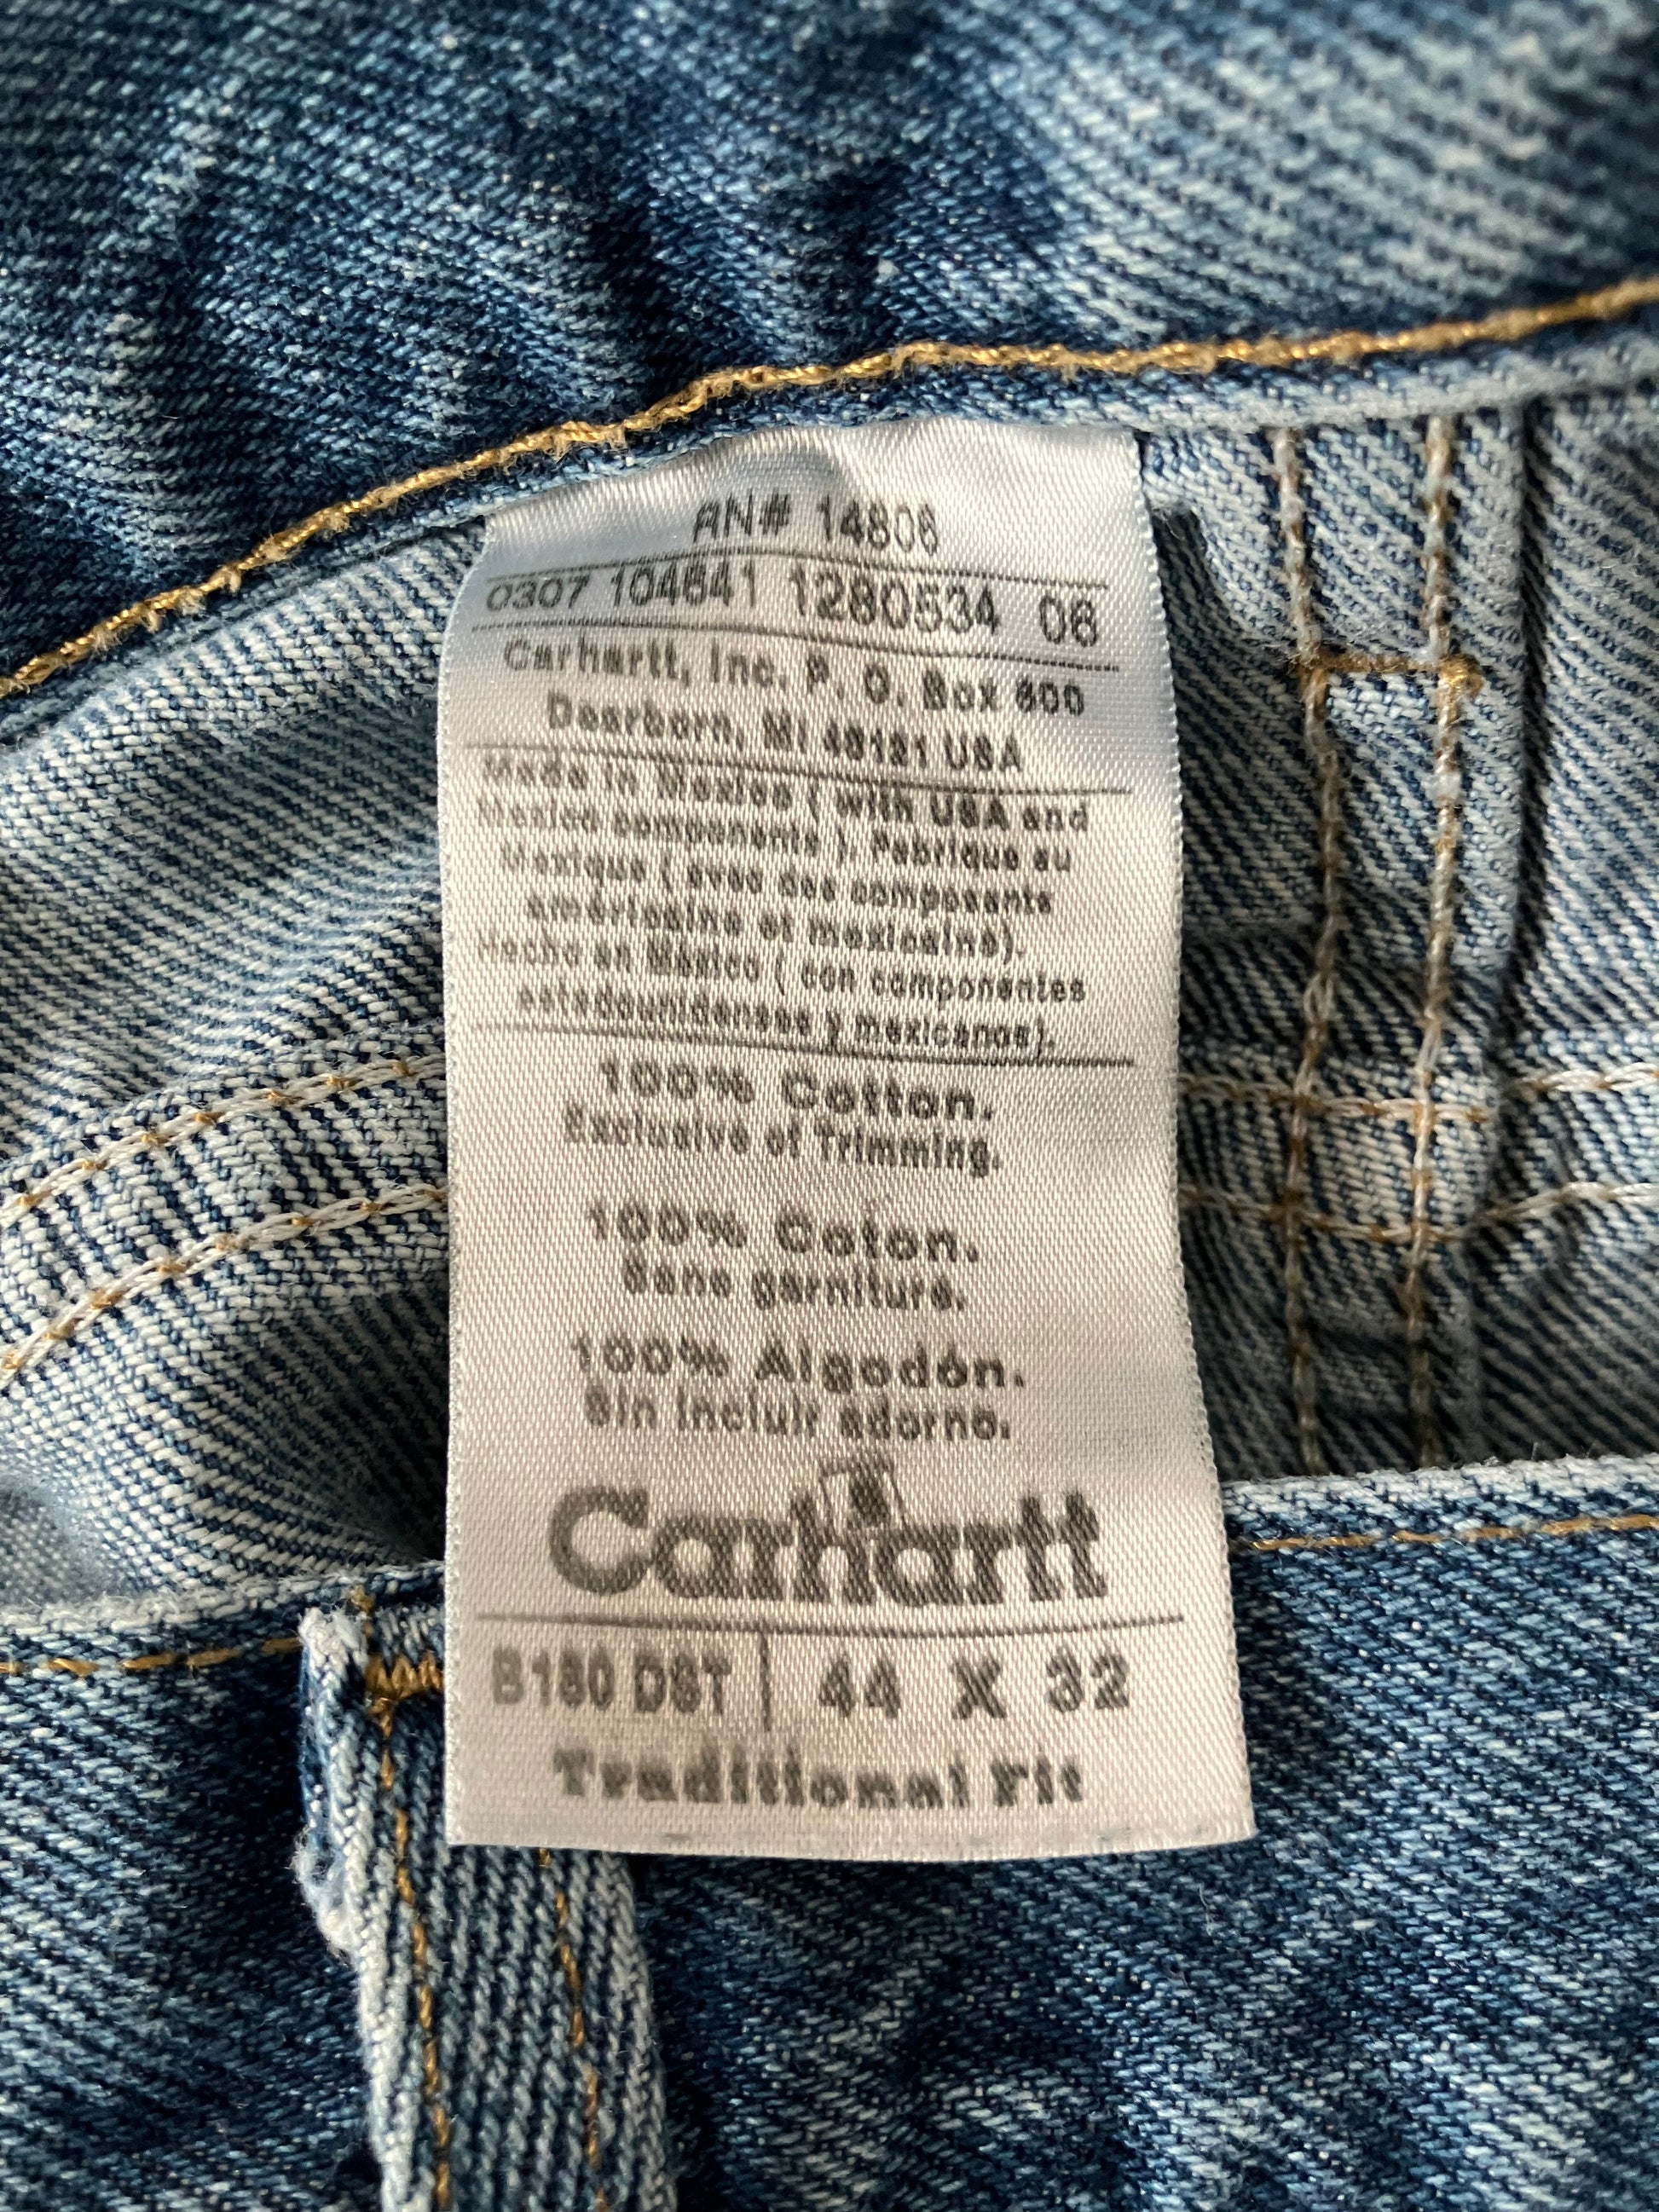 RN# 14806
0307 104641 1280534 06
Carhartt, Inc. P. O. Box 600
Dearborn, MI 48121 USA
Made in Mexico ( with USA and
Mexico components ). Fabrique au
Mexique ( avec des composants
américains et mexicains).
Hecho en México ( con componentes
estadounidenses y mexicanos).
100% Cotton.
Exclusive of Trimming.
100% Coton.
Sans garniture.
100% Algodón.
Sin incluir adorno.
Carhartt
B180 DST | 44 X 32
Traditional Fit